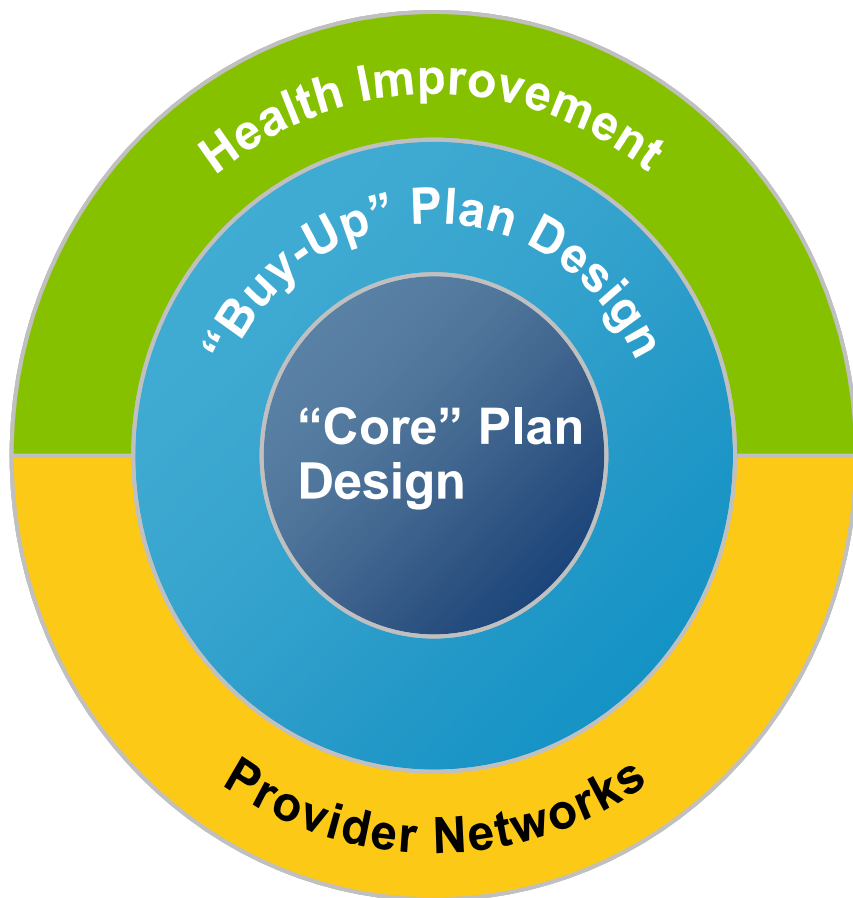 Health Improvement
“Buy-Up” Plan Design
“Core” Plan
Design
Provider Networks